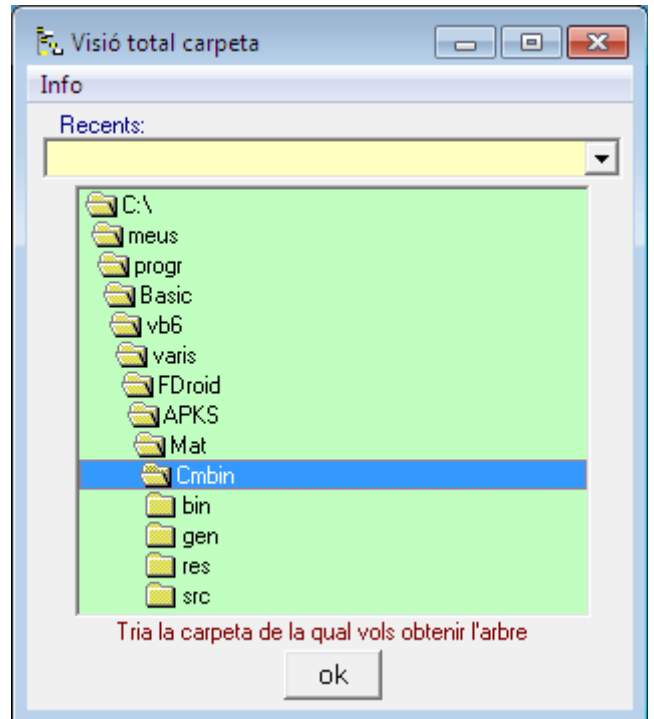 Visió total carpeta
Info
Recents:
C:\
meus
progr
Basic
vb6
varis
FDroid
APKS
Mat
Cmbin
bin
gen
res
src
Tria la carpeta de la qual vols obtenir l'arbre
ok